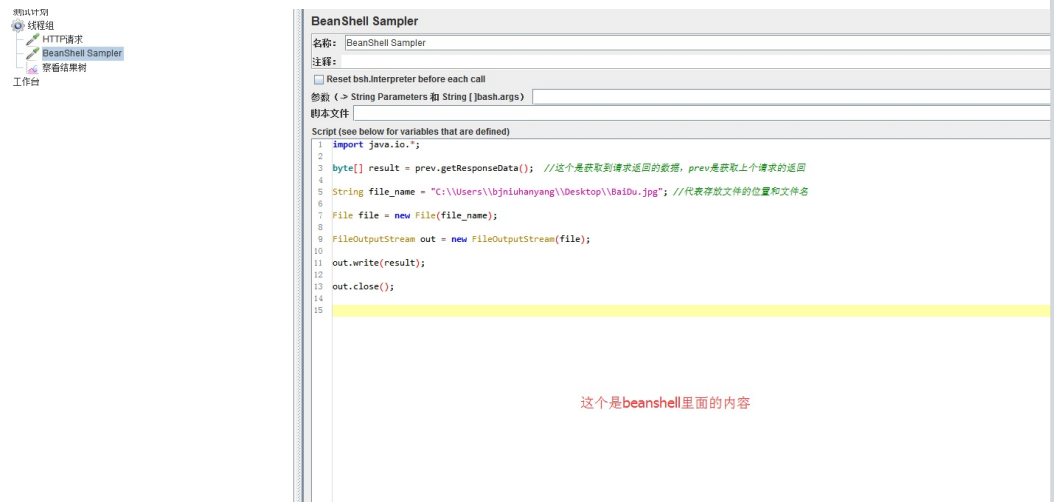 测试计划
线程组
HTTP请求
BeanShell Sampler
察看结果树
工作台
BeanShell Sampler
名称： BeanShell Sampler
注释：
Reset bsh.Interpreter before each call
参数（-> String Parameters 和 String []bash.args）
脚本文件
Script (see below for variables that are defined)
1 import java.io.*;
2
3 byte[] result = prev.getResponseData(); //这个是获取到请求返回的数据，prev是获取上个请求的返回
4
5 String file_name = "C:\\Users\\bjniuhanyang\\Desktop\\BaiDu.jpg"; //代表存放文件的位置和文件名
6
7 File file = new File(file_name);
8
9 FileOutputStream out = new FileOutputStream(file);
10
11 out.write(result);
12
13 out.close();
14
15
这个是beanshell里面的内容